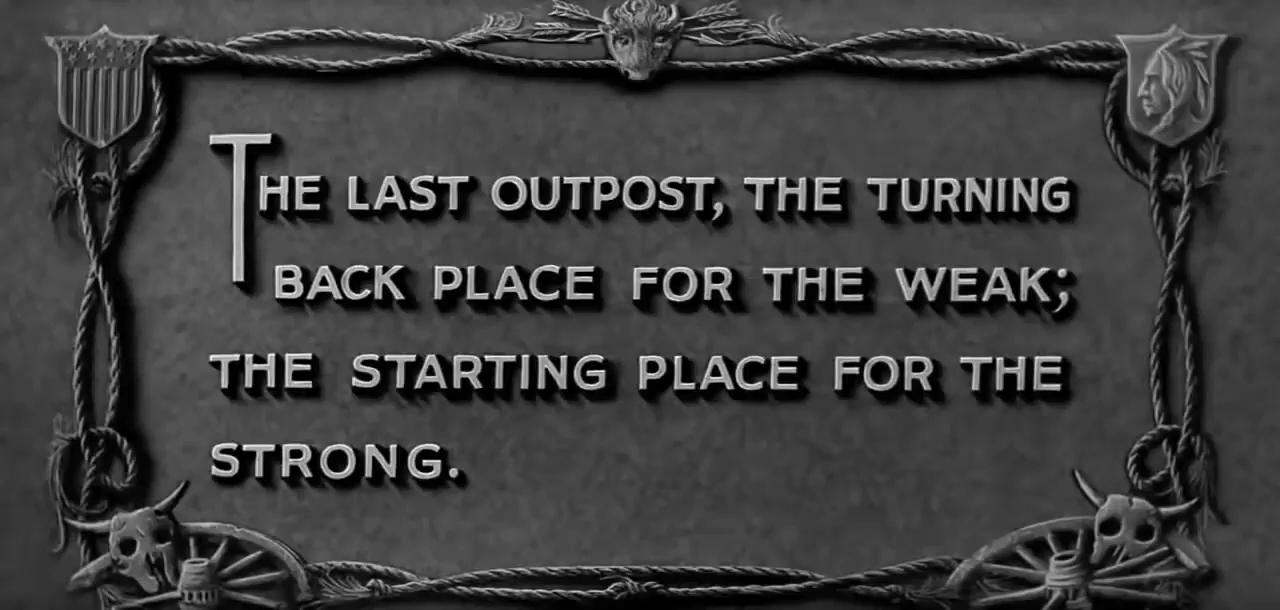 THE LAST OUTPOST, THE TURNING
BACK PLACE FOR THE WEAK;
THE STARTING PLACE FOR THE
STRONG.